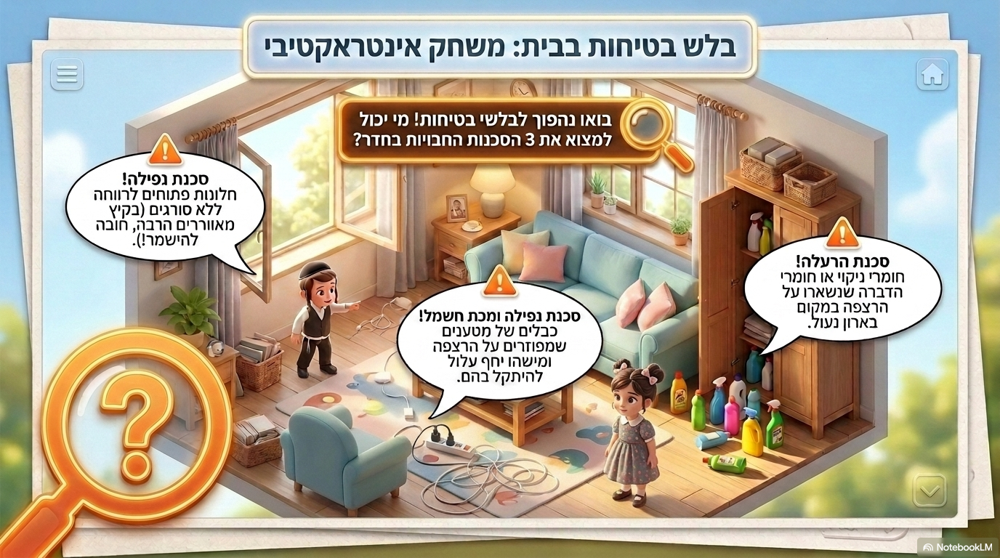 בלש בטיחות בבית: משחק אינטראקטיבי
בואו נהפוך לבלשי בטיחות! מי יכול
למצוא את 3 הסכנות החבויות בחדר?
סכנת נפילה!
חלונות פתוחים לרווחה
ללא סורגים (בקיץ
מאווררים הרבה, חובה
להישמר!).
סכנת הרעלה!
חומרי ניקוי או חומרי
הדברה שנשארו על
הרצפה במקום
בארון נעול.
סכנת נפילה ומכת חשמל!
כבלים של מטענים
שמפוזרים על הרצפה
ומישהו יחף עלול
להיתקל בהם.
?
NotebookLM